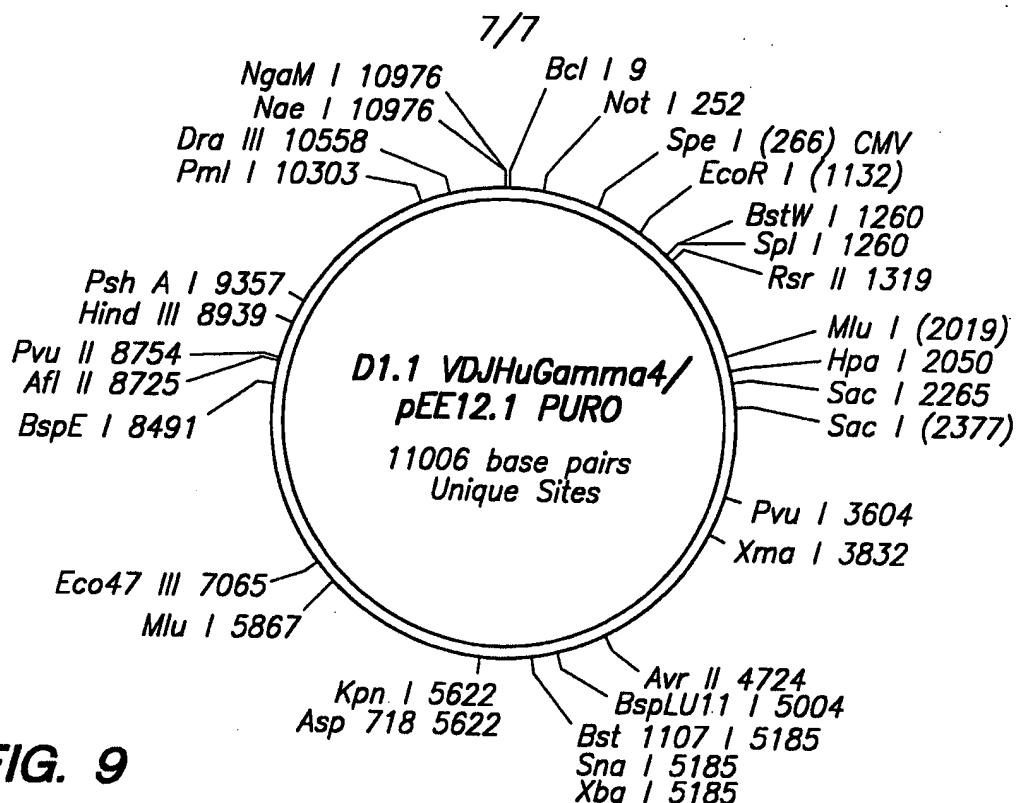 7/7
NgaM I 10976
Nae I 10976
Dra III 10558
Pml I 10303
Bcl I 9
Not I 252
Spe I (266) CMV
EcoR I (1132)
BstW I 1260
Spl I 1260
Rsr II 1319
Psh A I 9357
Hind III 8939
Pvu II 8754
Afl II 8725
BspE I 8491
Mlu I (2019)
Hpa I 2050
Sac I 2265
Sac I (2377)
D1.1 VDJHuGamma4/
pEE12.1 PURO
11006 base pairs
Unique Sites
Pvu I 3604
Xma I 3832
Eco47 III 7065
Mlu I 5867
Kpn I 5622
Asp 718 5622
Avr II 4724
BspLU11 I 5004
Bst 1107 I 5185
Sna I 5185
Xba I 5185
FIG. 9